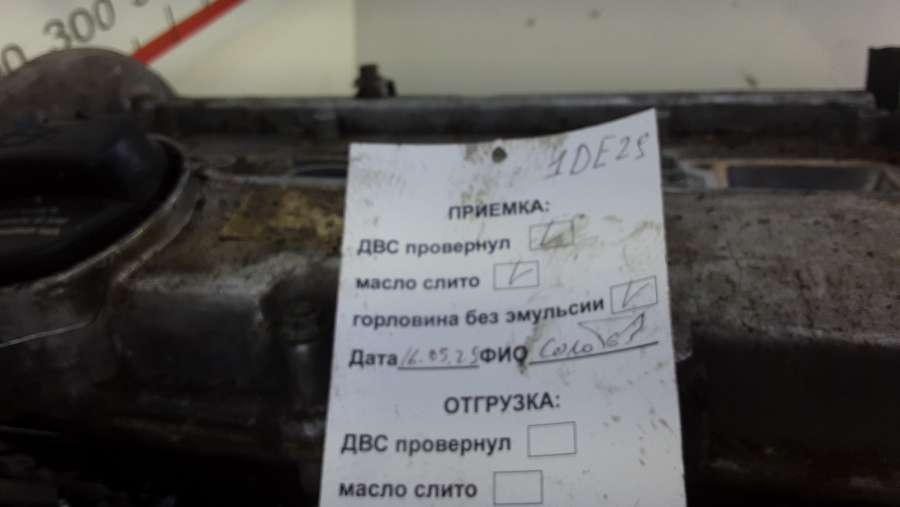 300
1DE25
ПРИЕМКА:
ДВС провернул
масло слито
горловина без эмульсии
Дата 16.05.25 ФИО
ОТГРУЗКА:
ДВС провернул
масло слито